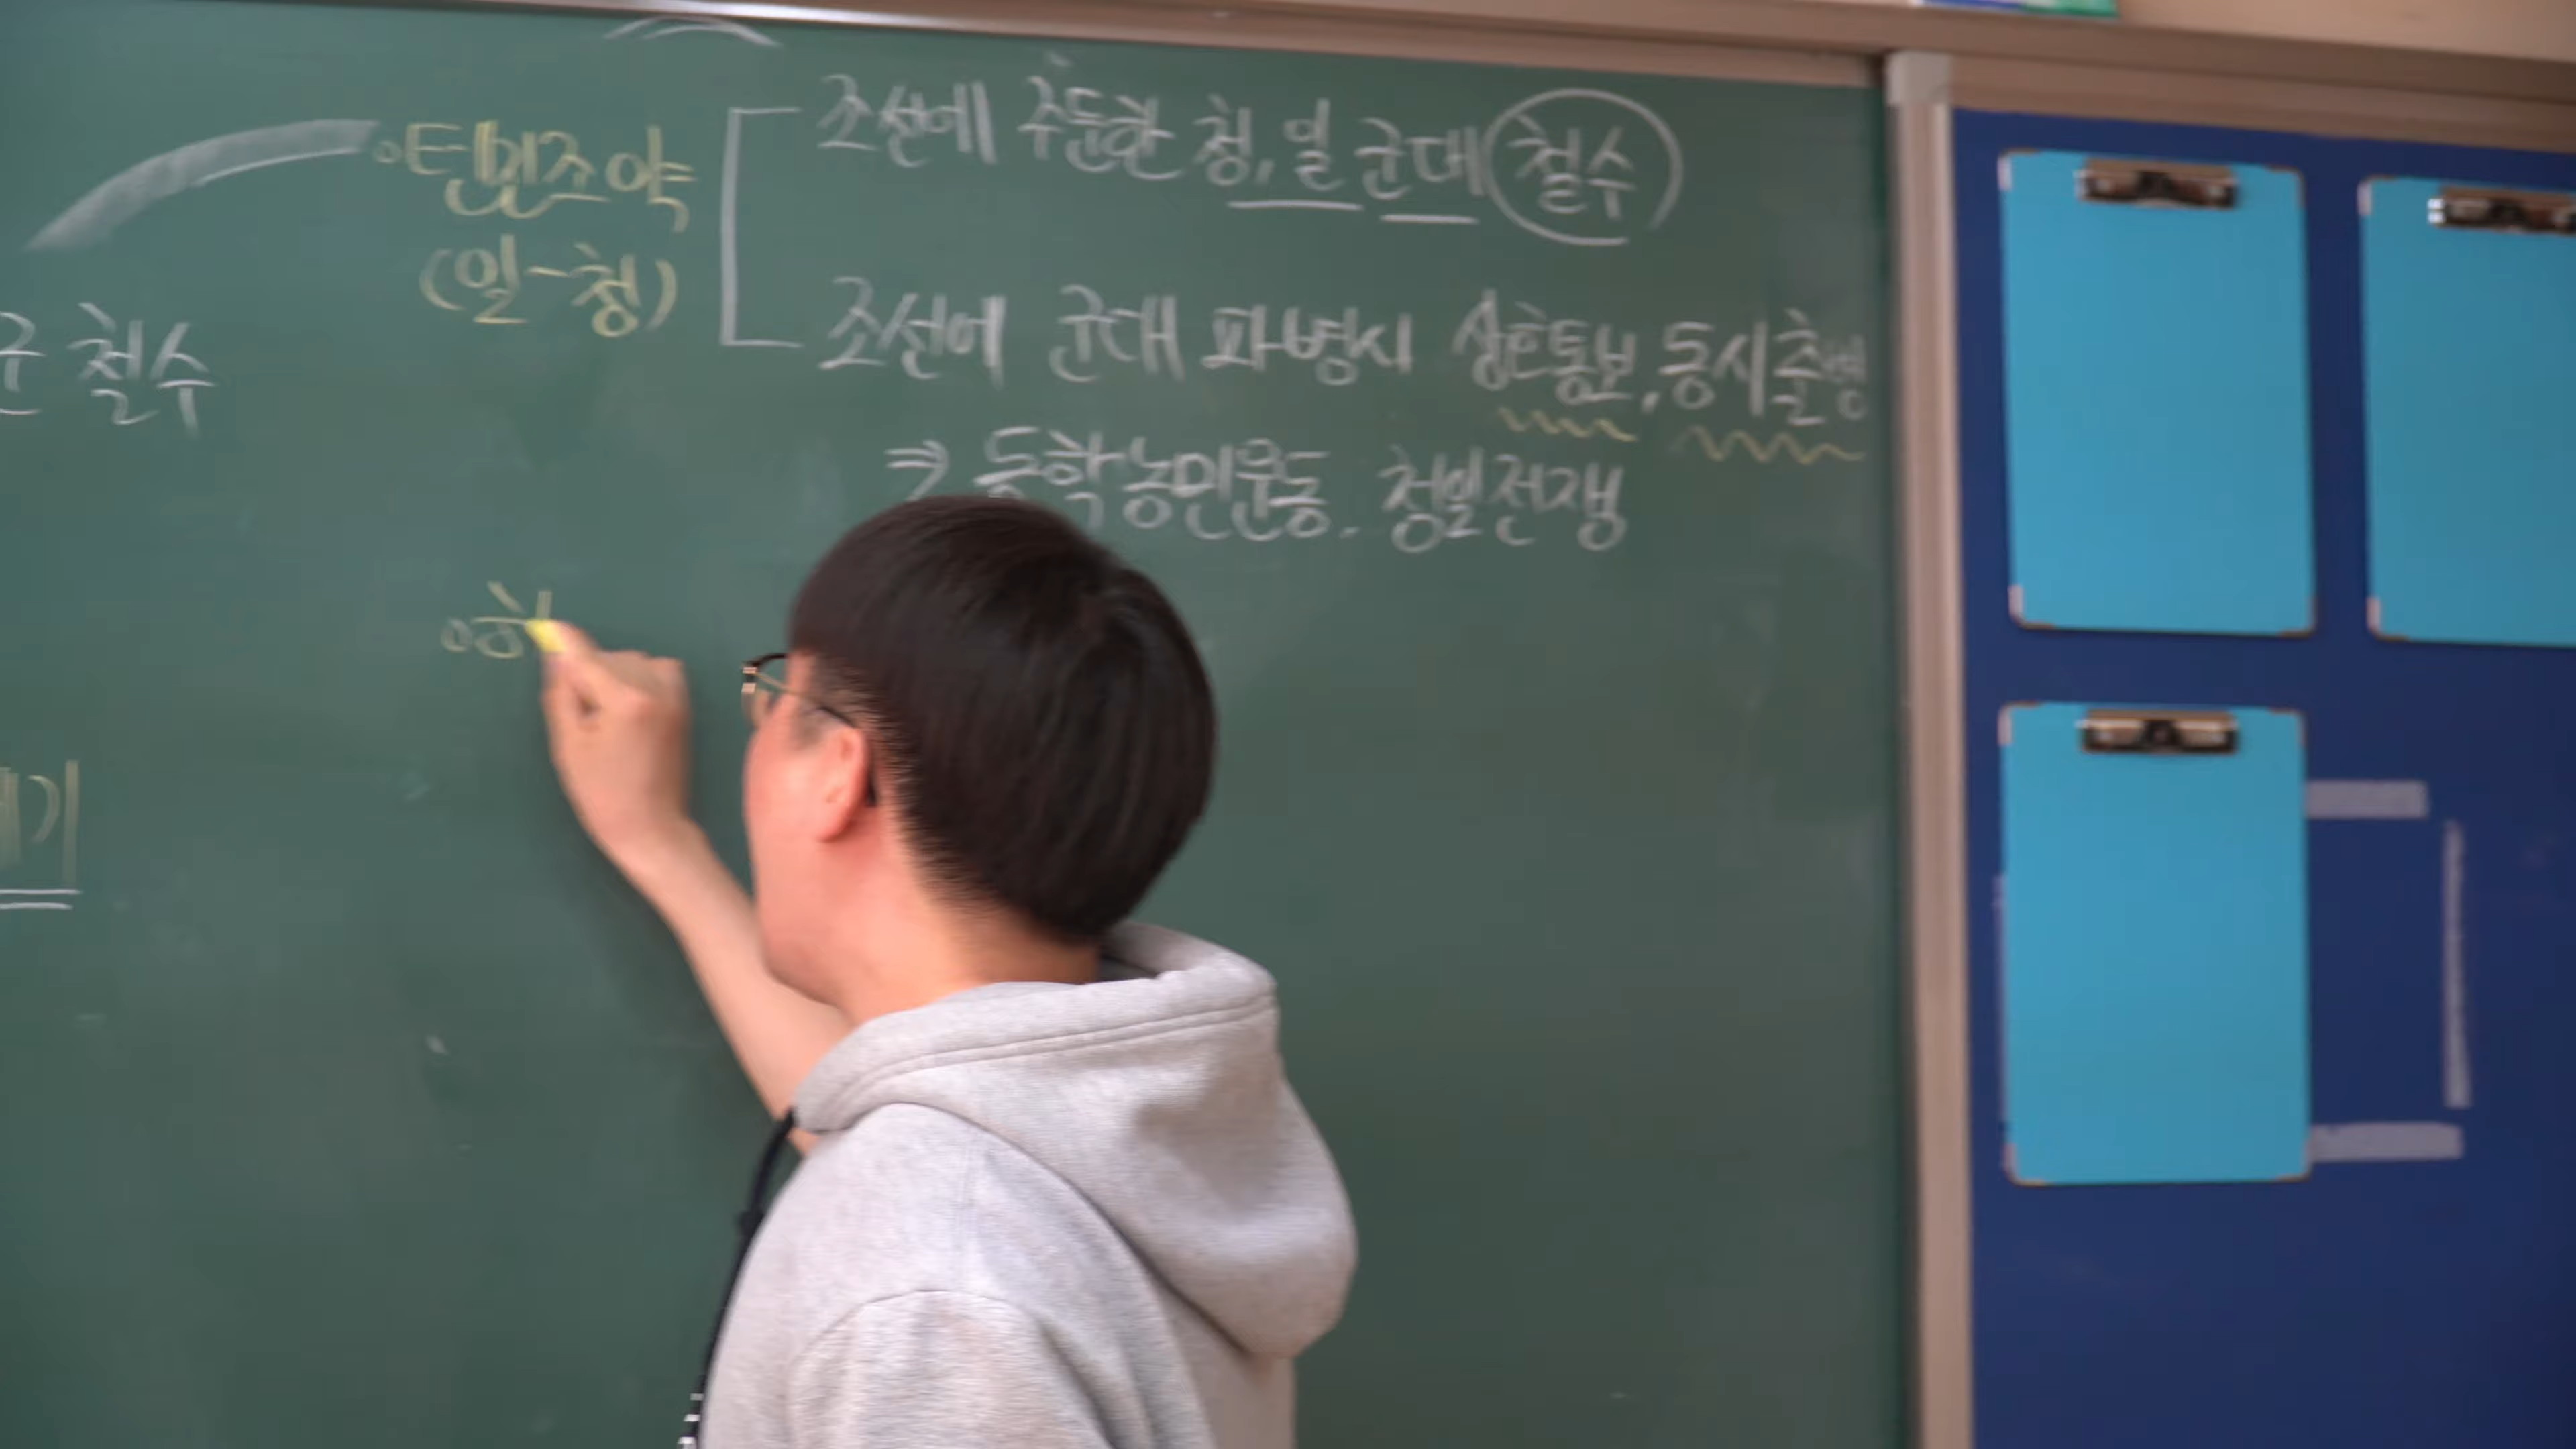 조선에 주둔한 청, 일 군대 철수
◦텐빈조약
(일-청)
조선에 군대 파병시 상호통보, 동시출병
군 철수
⇒ 동학농민운동, 청일전쟁